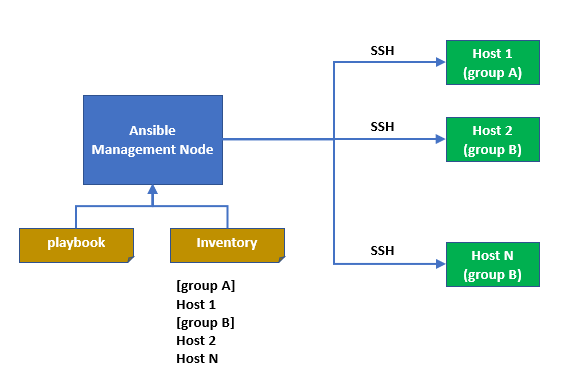 SSH
Host 1
(group A)
Ansible
Management Node
SSH
Host 2
(group B)
playbook
Inventory
SSH
Host N
(group B)
[group A]
Host 1
[group B]
Host 2
Host N